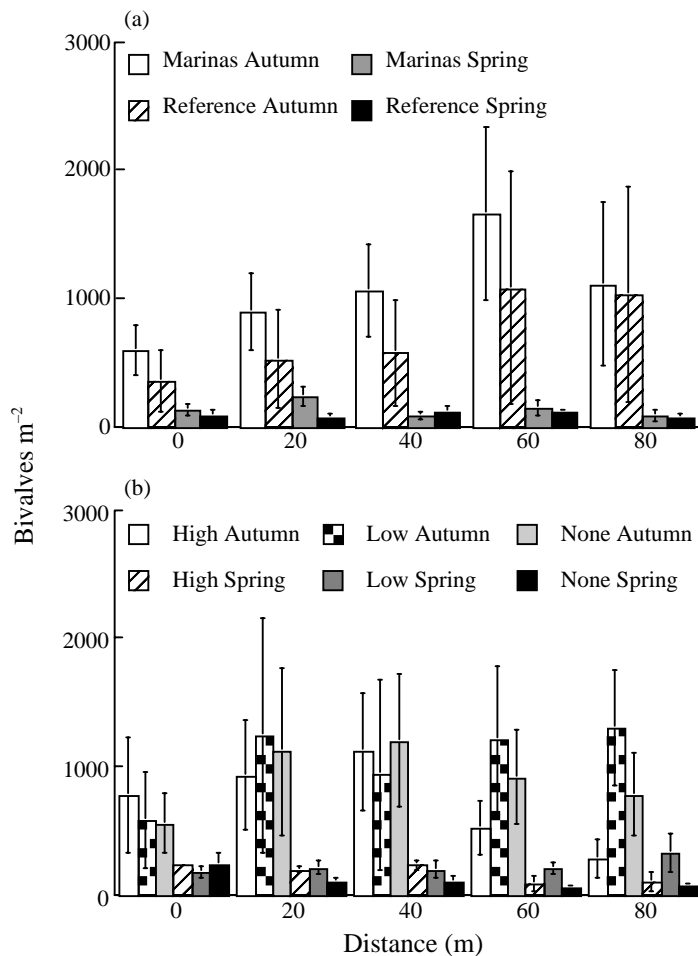 (a)
3000
Marinas Autumn Marinas Spring
Reference Autumn Reference Spring
2000
1000
0
0 20 40 60 80
Bivalves m⁻²
(b)
3000
High Autumn Low Autumn None Autumn
High Spring Low Spring None Spring
2000
1000
0
0 20 40 60 80
Distance (m)